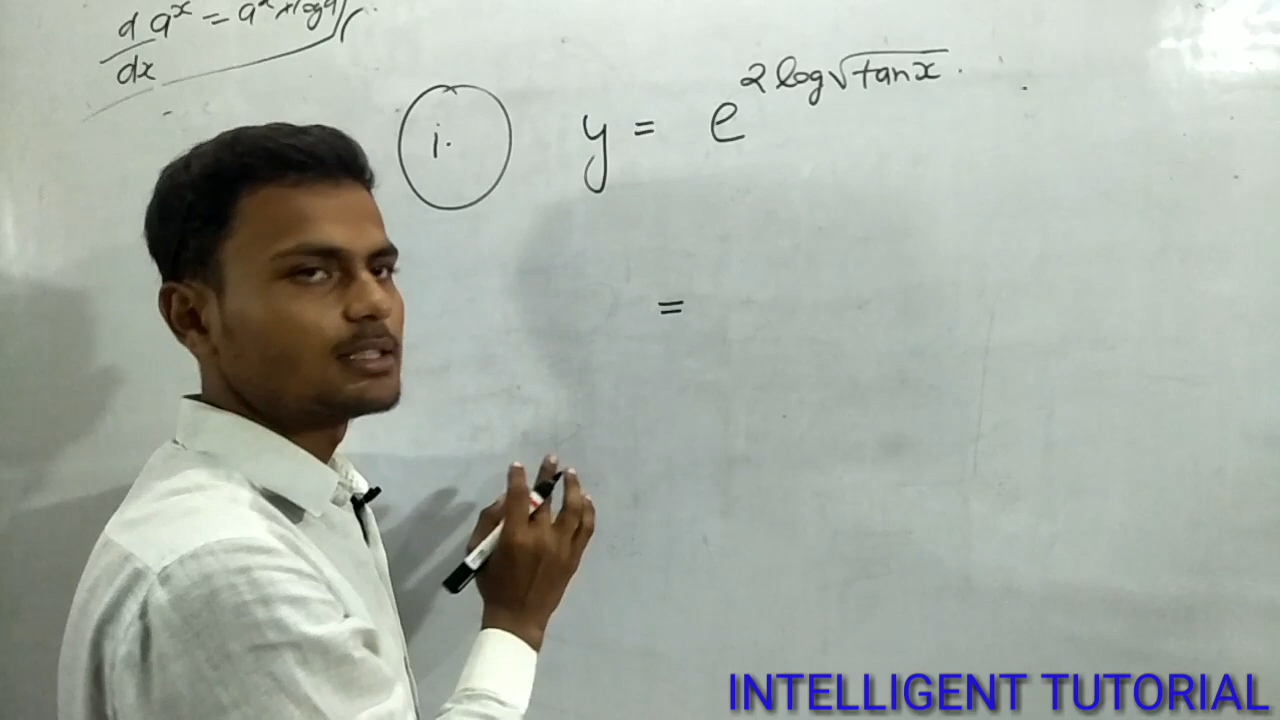 d/dx a^x = a^x × log a
i. y = e^{2 log √tan x}.
=
INTELLIGENT TUTORIAL